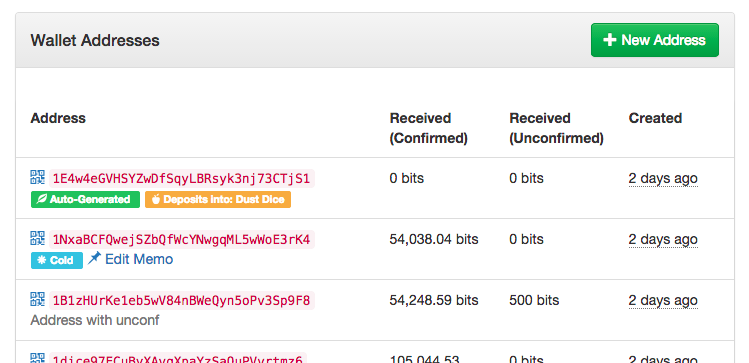 Wallet Addresses
New Address
Address Received (Confirmed) Received (Unconfirmed) Created
1E4w4eGVHSYZwDfSqyLBRsyk3nj73CTjS1 0 bits 0 bits 2 days ago
Auto-Generated Deposits Into: Dust Dice
1NxaBCFQwejSZbQfWcYNwgqML5wWoE3rK4 54,038.04 bits 0 bits 2 days ago
Cold Edit Memo
1B1zHUrKe1eb5wV84nBWeQyn5oPv3Sp9F8 54,248.59 bits 500 bits 2 days ago
Address with unconf
105,044.53 0 bits 2 days ago